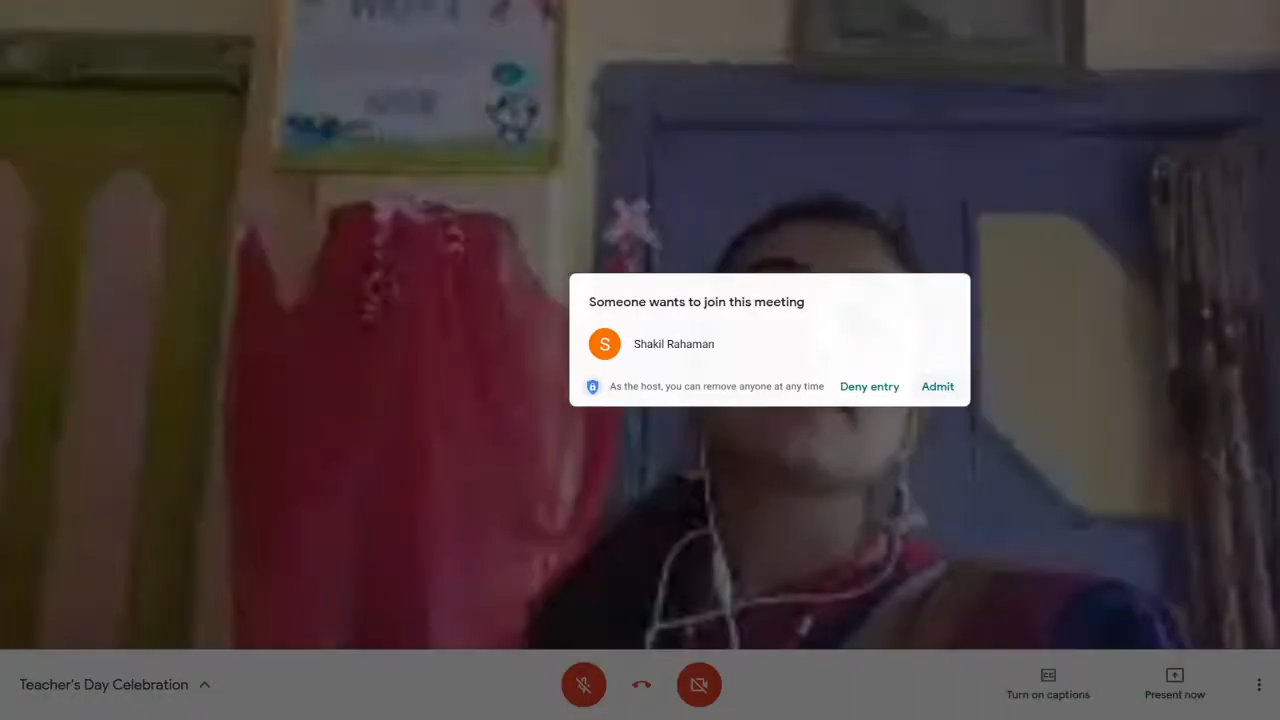 Someone wants to join this meeting
S
Shakil Rahaman
As the host, you can remove anyone at any time
Deny entry
Admit
Teacher's Day Celebration
CC
Turn on captions
Present now